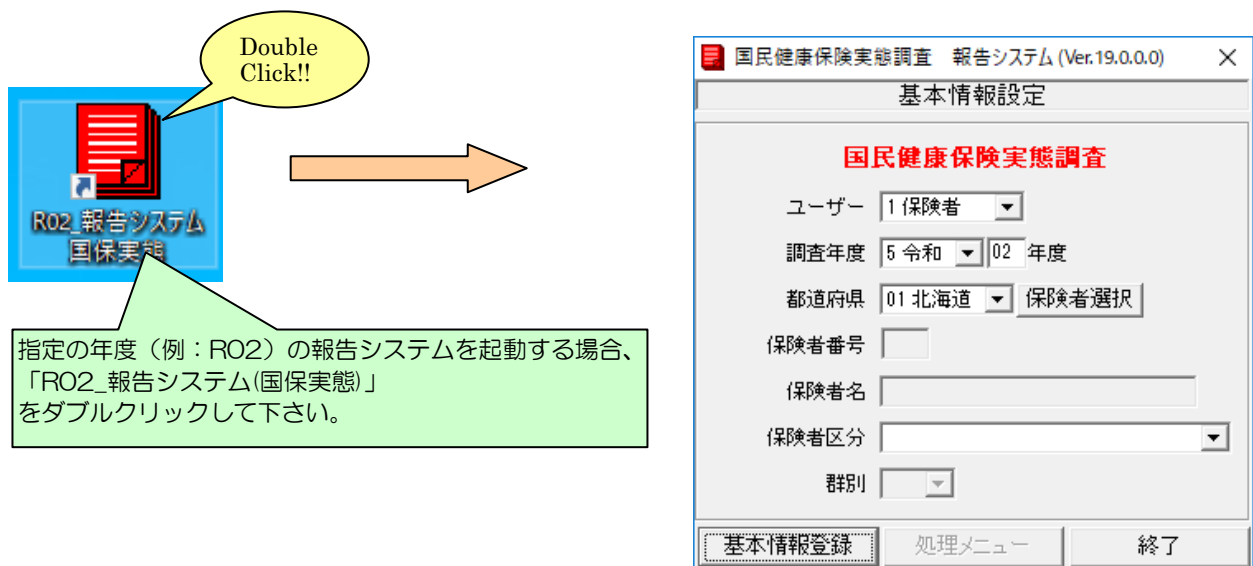 Double
Click!!
R02_報告システム
国保実態
指定の年度（例：R02）の報告システムを起動する場合、
「R02_報告システム(国保実態)」
をダブルクリックして下さい。
国民健康保険実態調査　報告システム (Ver.19.0.0.0)
基本情報設定
国民健康保険実態調査
ユーザー 1 保険者
調査年度 5 令和 02 年度
都道府県 01 北海道 保険者選択
保険者番号
保険者名
保険者区分
群別
基本情報登録 処理メニュー 終了